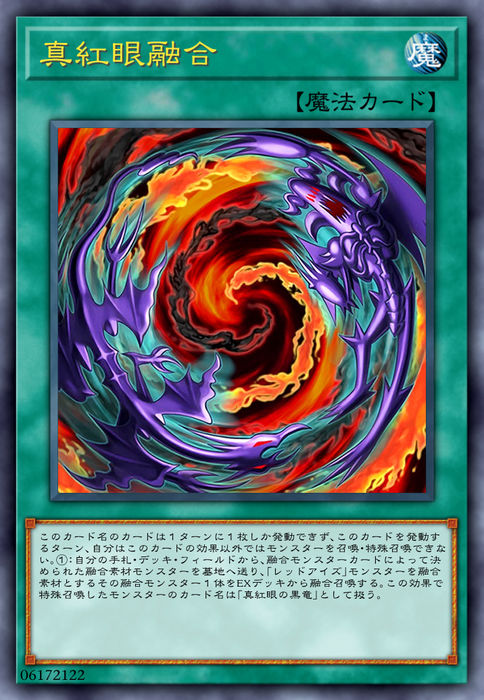 真紅眼融合
魔
【魔法カード】
このカード名のカードは1ターンに1枚しか発動できず、このカードを発動す
るターン、自分はこのカードの効果以外ではモンスターを召喚・特殊召喚できな
い。①:自分の手札・デッキ・フィールドから、融合モンスターカードによって決
められた融合素材モンスターを墓地へ送り、「レッドアイズ」モンスターを融合
素材とするその融合モンスター1体をEXデッキから融合召喚する。この効果で
特殊召喚したモンスターのカード名は「真紅眼の黒竜」として扱う。
06172122